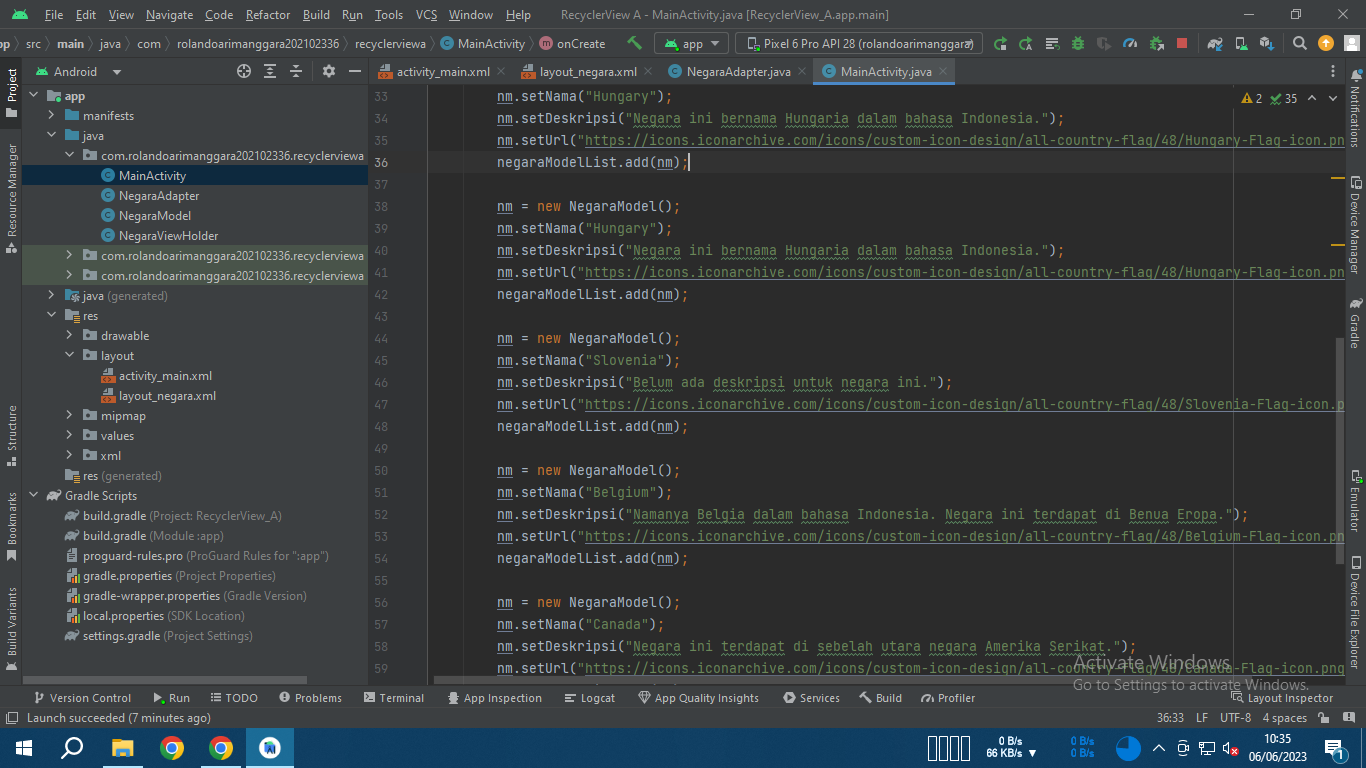 File Edit View Navigate Code Refactor Build Run Tools VCS Window Help RecyclerView A - MainActivity.java [RecyclerView_A.app.main]
pp src main java com rolandoarimanggara202102336 recyclerviewa MainActivity onCreate app Pixel 6 Pro API 28 (rolandoarimanggara)
Android activity_main.xml layout_negara.xml NegaraAdapter.java MainActivity.java
Project
Resource Manager
Structure
Bookmarks
Build Variants
app
manifests
java
com.rolandoarimanggara202102336.recyclerviewa
MainActivity
NegaraAdapter
NegaraModel
NegaraViewHolder
com.rolandoarimanggara202102336.recyclerviewa
com.rolandoarimanggara202102336.recyclerviewa
java (generated)
res
drawable
layout
activity_main.xml
layout_negara.xml
mipmap
values
xml
res (generated)
Gradle Scripts
build.gradle (Project: RecyclerView_A)
build.gradle (Module :app)
proguard-rules.pro (ProGuard Rules for ":app")
gradle.properties (Project Properties)
gradle-wrapper.properties (Gradle Version)
local.properties (SDK Location)
settings.gradle (Project Settings)
2 35
33 nm.setNama("Hungary");
34 nm.setDeskripsi("Negara ini bernama Hungaria dalam bahasa Indonesia.");
35 nm.setUrl("https://icons.iconarchive.com/icons/custom-icon-design/all-country-flag/48/Hungary-Flag-icon.pn
36 negaraModelList.add(nm);
37
38 nm = new NegaraModel();
39 nm.setNama("Hungary");
40 nm.setDeskripsi("Negara ini bernama Hungaria dalam bahasa Indonesia.");
41 nm.setUrl("https://icons.iconarchive.com/icons/custom-icon-design/all-country-flag/48/Hungary-Flag-icon.pn
42 negaraModelList.add(nm);
43
44 nm = new NegaraModel();
45 nm.setNama("Slovenia");
46 nm.setDeskripsi("Belum ada deskripsi untuk negara ini.");
47 nm.setUrl("https://icons.iconarchive.com/icons/custom-icon-design/all-country-flag/48/Slovenia-Flag-icon.p
48 negaraModelList.add(nm);
49
50 nm = new NegaraModel();
51 nm.setNama("Belgium");
52 nm.setDeskripsi("Namanya Belgia dalam bahasa Indonesia. Negara ini terdapat di Benua Eropa.");
53 nm.setUrl("https://icons.iconarchive.com/icons/custom-icon-design/all-country-flag/48/Belgium-Flag-icon.pn
54 negaraModelList.add(nm);
55
56 nm = new NegaraModel();
57 nm.setNama("Canada");
58 nm.setDeskripsi("Negara ini terdapat di sebelah utara negara Amerika Serikat.");
59 nm.setUrl("https://icons.iconarchive.com/icons/custom-icon-design/all-country-flag/48/Canada-Flag-icon.png
Notifications
Device Manager
Gradle
Emulator
Device File Explorer
Activate Windows
Go to Settings to activate Windows.
Version Control Run TODO Problems Terminal App Inspection Logcat App Quality Insights Services Build Profiler Layout Inspector
Launch succeeded (7 minutes ago) 36:33 LF UTF-8 4 spaces
0 B/s
66 KB/s
0 B/s
0 B/s
10:35
06/06/2023
1